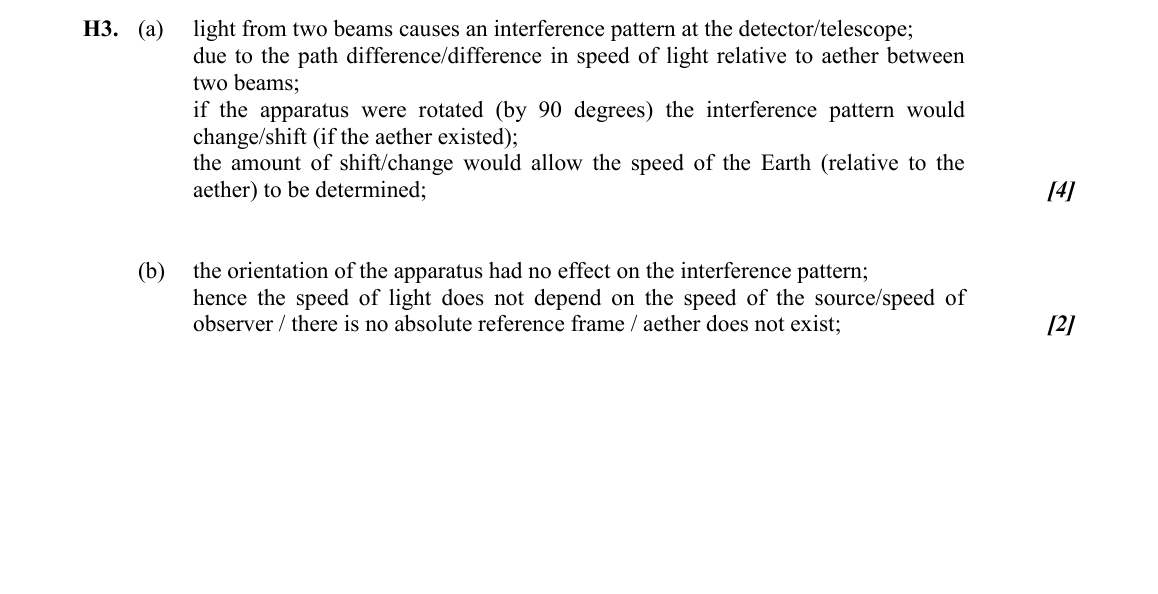 H3. (a) light from two beams causes an interference pattern at the detector/telescope;
due to the path difference/difference in speed of light relative to aether between
two beams;
if the apparatus were rotated (by 90 degrees) the interference pattern would
change/shift (if the aether existed);
the amount of shift/change would allow the speed of the Earth (relative to the
aether) to be determined; [4]
(b) the orientation of the apparatus had no effect on the interference pattern;
hence the speed of light does not depend on the speed of the source/speed of
observer / there is no absolute reference frame / aether does not exist; [2]